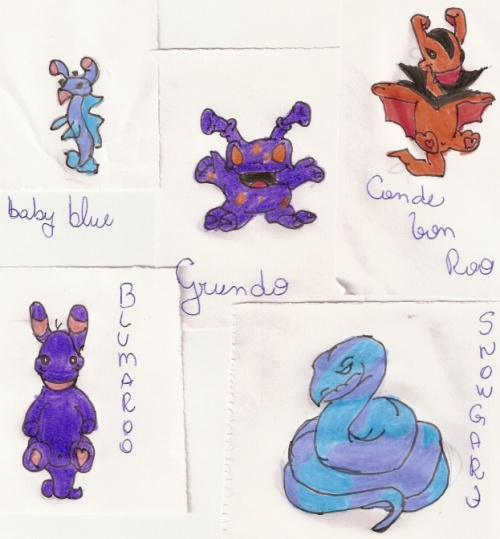 baby blue
Grundo
Conde
Von
Roo
BLUMAROO
SNOWGARJ